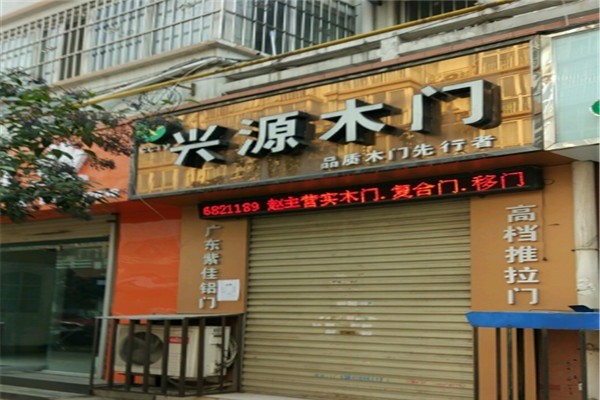 兴源木门
品质木门先行者
6821189 赵主营实木门.复合门.移门
广东紫佳铝门
高档推拉门